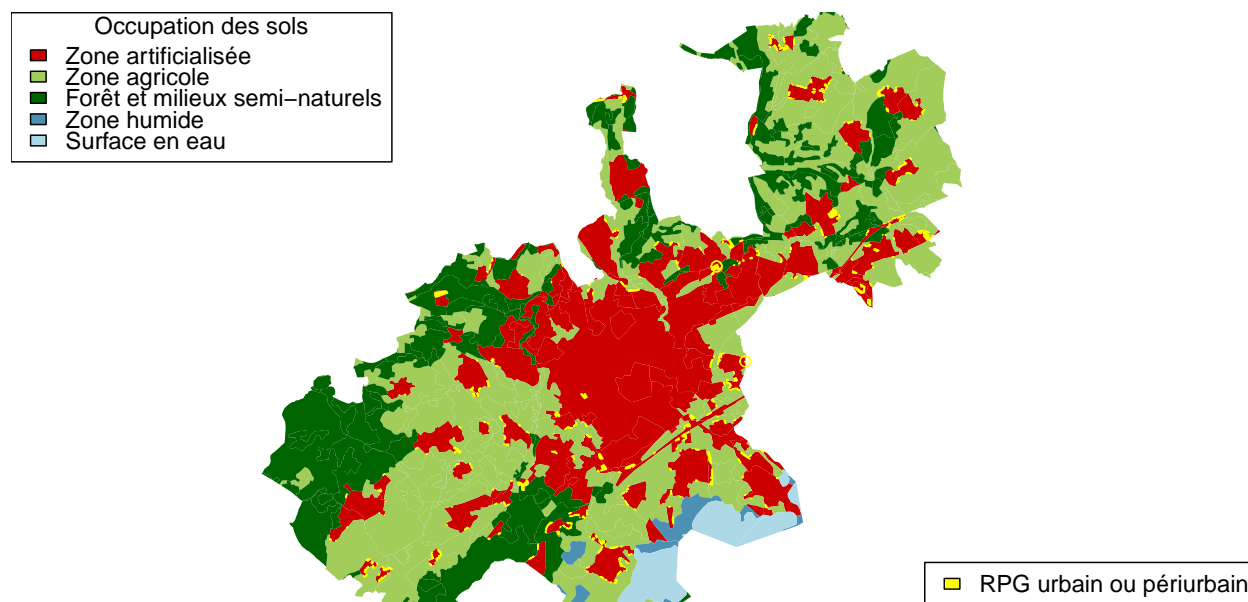 Occupation des sols
Zone artificialisée
Zone agricole
Forêt et milieux semi−naturels
Zone humide
Surface en eau
RPG urbain ou périurbain